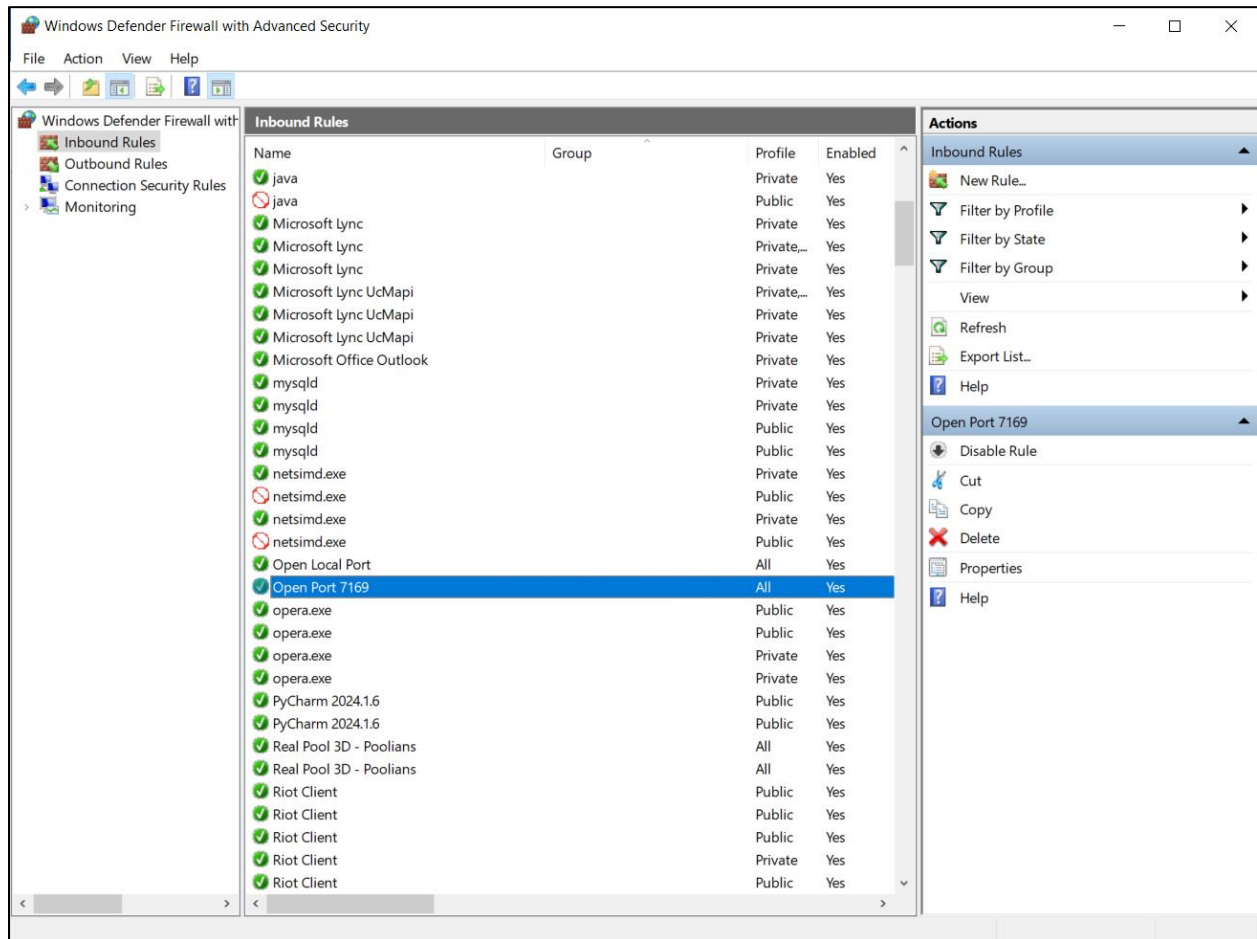 Windows Defender Firewall with Advanced Security
File Action View Help
Windows Defender Firewall with
Inbound Rules
Outbound Rules
Connection Security Rules
Monitoring
Inbound Rules
Name Group Profile Enabled
java Private Yes
java Public Yes
Microsoft Lync Private Yes
Microsoft Lync Private,... Yes
Microsoft Lync Private Yes
Microsoft Lync UcMapi Private,... Yes
Microsoft Lync UcMapi Private Yes
Microsoft Lync UcMapi Private Yes
Microsoft Office Outlook Private Yes
mysqld Private Yes
mysqld Private Yes
mysqld Public Yes
mysqld Public Yes
netsimd.exe Private Yes
netsimd.exe Public Yes
netsimd.exe Private Yes
netsimd.exe Public Yes
Open Local Port All Yes
Open Port 7169 All Yes
opera.exe Public Yes
opera.exe Public Yes
opera.exe Private Yes
opera.exe Private Yes
PyCharm 2024.1.6 Public Yes
PyCharm 2024.1.6 Public Yes
Real Pool 3D - Poolians All Yes
Real Pool 3D - Poolians All Yes
Riot Client Public Yes
Riot Client Public Yes
Riot Client Public Yes
Riot Client Private Yes
Riot Client Public Yes
Actions
Inbound Rules
New Rule...
Filter by Profile
Filter by State
Filter by Group
View
Refresh
Export List...
Help
Open Port 7169
Disable Rule
Cut
Copy
Delete
Properties
Help